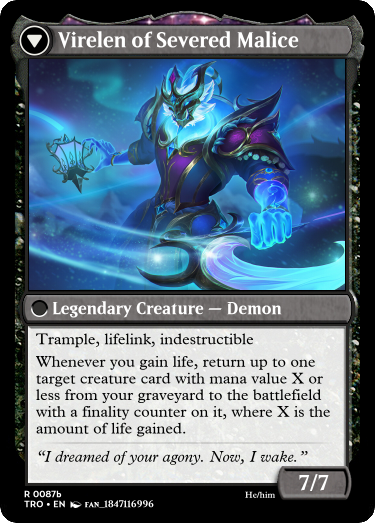 Virelen of Severed Malice
Legendary Creature — Demon
Trample, lifelink, indestructible
Whenever you gain life, return up to one
target creature card with mana value X or
less from your graveyard to the battlefield
with a finality counter on it, where X is the
amount of life gained.
“I dreamed of your agony. Now, I wake.”
7/7
R 0087b
He/him
TRO • EN FAN_1847116996